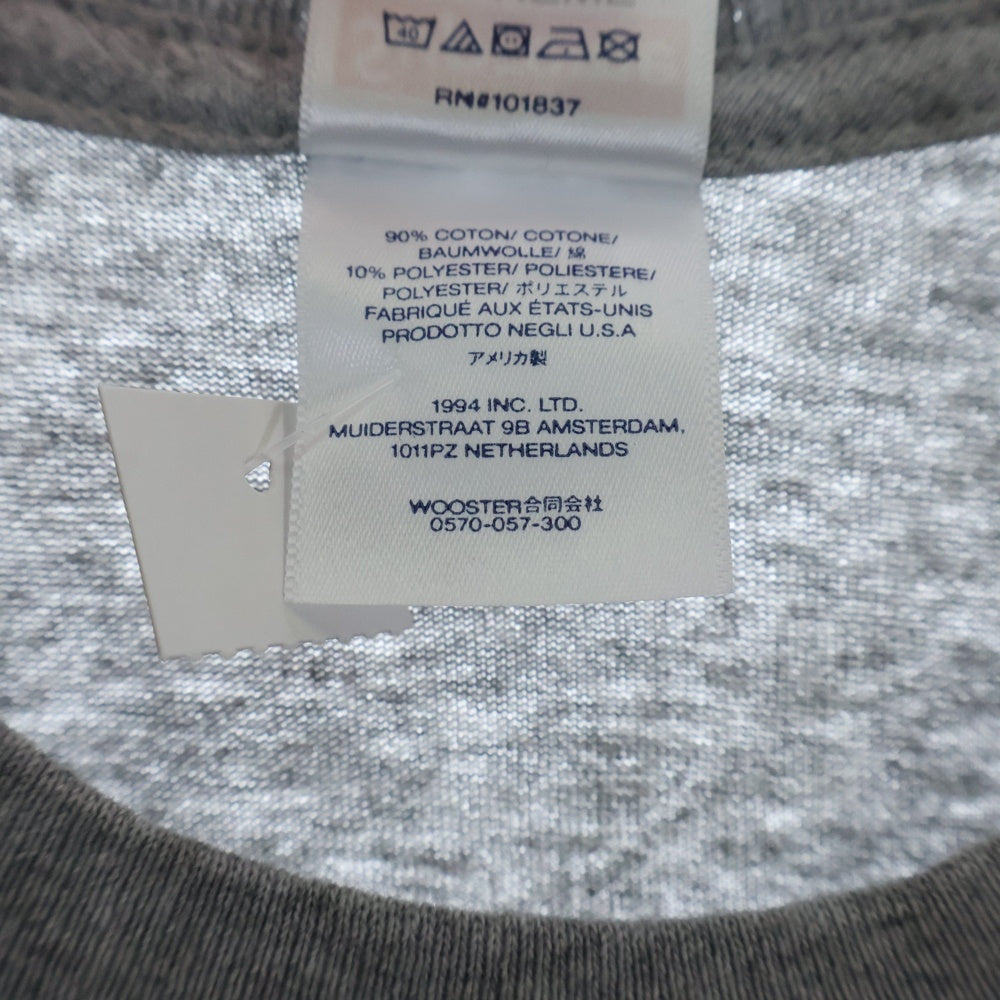 40
RN#101837
90% COTON/ COTONE/
BAUMWOLLE/ 綿
10% POLYESTER/ POLIESTERE/
POLYESTER/ ポリエステル
FABRIQUÉ AUX ÉTATS-UNIS
PRODOTTO NEGLI U.S.A
アメリカ製
1994 INC. LTD.
MUIDERSTRAAT 9B AMSTERDAM,
1011PZ NETHERLANDS
WOOSTER合同会社
0570-057-300